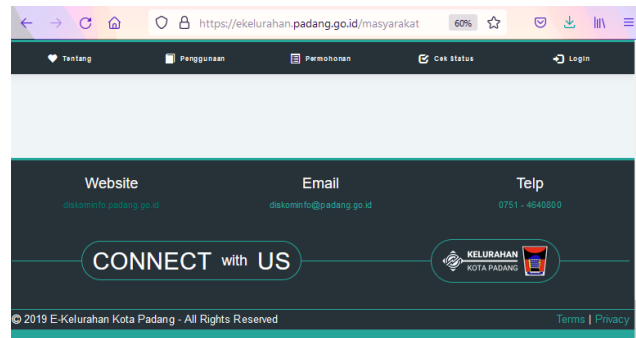 https://ekelurahan.padang.go.id/masyarakat 60%
Tentang Penggunaan Permohonan Cek Status Login
Website Email Telp
diskominfo.padang.go.id diskominfo@padang.go.id 0751 - 4640800
CONNECT with US
KELURAHAN
KOTA PADANG
© 2019 E-Kelurahan Kota Padang - All Rights Reserved Terms | Privacy